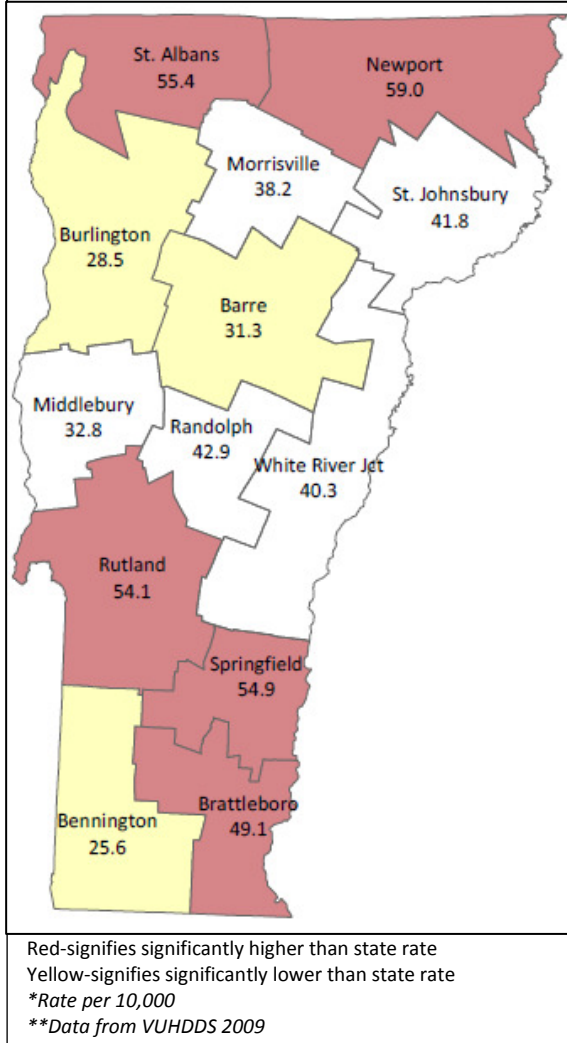 St. Albans
55.4
Newport
59.0
Morrisville
38.2
St. Johnsbury
41.8
Burlington
28.5
Barre
31.3
Middlebury
32.8
Randolph
42.9
White River Jct
40.3
Rutland
54.1
Springfield
54.9
Brattleboro
49.1
Bennington
25.6
Red-signifies significantly higher than state rate
Yellow-signifies significantly lower than state rate
*Rate per 10,000
**Data from VUHDDS 2009